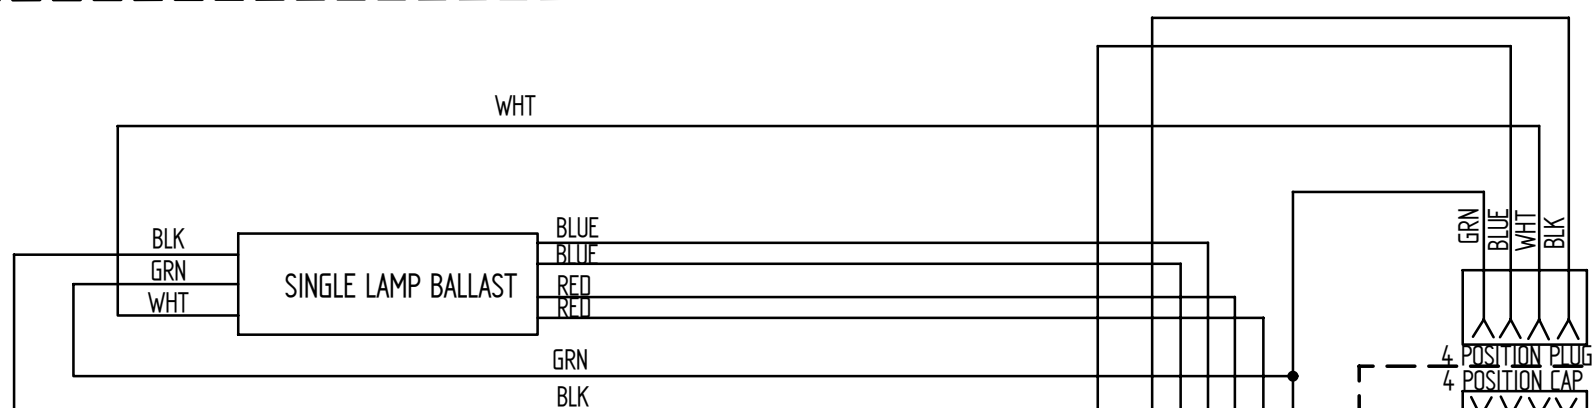 WHT
BLK
GRN
WHT
SINGLE LAMP BALLAST
BLUE
BLUE
RED
RED
GRN
BLK
GRN
BLUE
WHT
BLK
4 POSITION PLUG
4 POSITION CAP